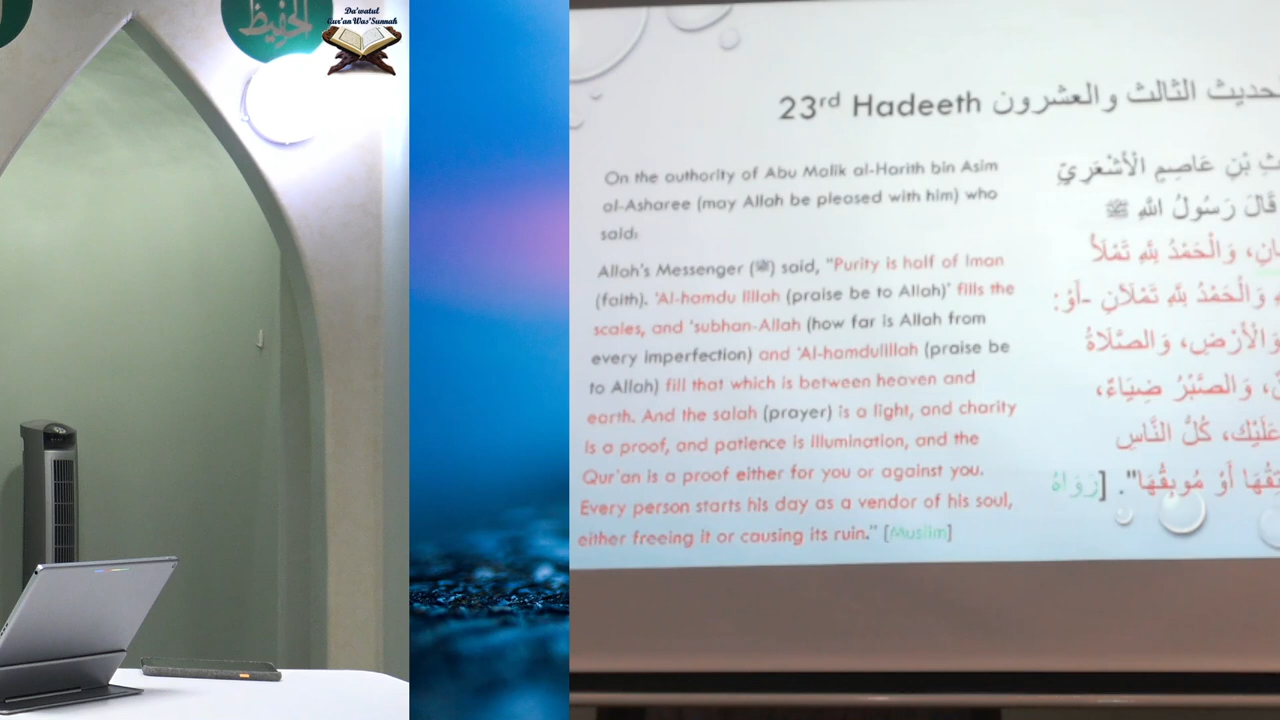 الحفيظ
Da'watul
Qur'an Was'Sunnah
23rd Hadeeth الحديث الثالث والعشرون
On the authority of Abu Malik al-Harith bin Asim
al-Asharee (may Allah be pleased with him) who
said:
Allah's Messenger (ﷺ) said, "Purity is half of Iman
(faith). 'Al-hamdu lillah (praise be to Allah)' fills the
scales, and 'subhan-Allah (how far is Allah from
every imperfection) and 'Al-hamdulillah (praise be
to Allah) fill that which is between heaven and
earth. And the salah (prayer) is a light, and charity
is a proof, and patience is illumination, and the
Qur'an is a proof either for you or against you.
Every person starts his day as a vendor of his soul,
either freeing it or causing its ruin." [Muslim]
بْنِ عَاصِمِ الْأَشْعَرِيِّ
قَالَ رَسُولُ اللَّهِ ﷺ
وَالْحَمْدُ لِلَّهِ تَمْلَأُ
وَالْحَمْدُ لِلَّهِ تَمْلَآنِ -أَوْ:
وَالْأَرْضِ، وَالصَّلَاةُ
وَالصَّبْرُ ضِيَاءٌ،
عَلَيْك، كُلُّ النَّاسِ
أَوْ مُوبِقُهَا". [رَوَاهُ